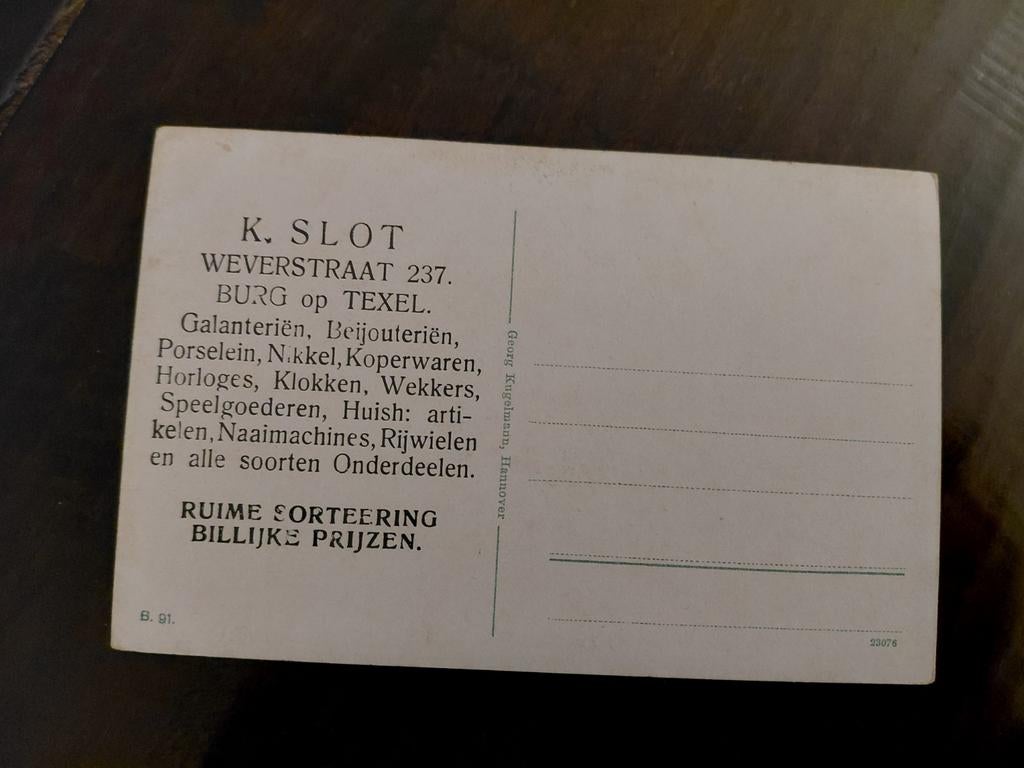 K. SLOT
WEVERSTRAAT 237.
BURG op TEXEL.
Galanteriën, Beijouteriën,
Porselein, Nikkel, Koperwaren,
Horloges, Klokken, Wekkers,
Speelgoederen, Huish: arti-
kelen, Naaimachines, Rijwielen
en alle soorten Onderdeelen.
RUIME SORTEERING
BILLIJKE PRIJZEN.
B. 91.
Georg Kugelmann, Hannover
23076